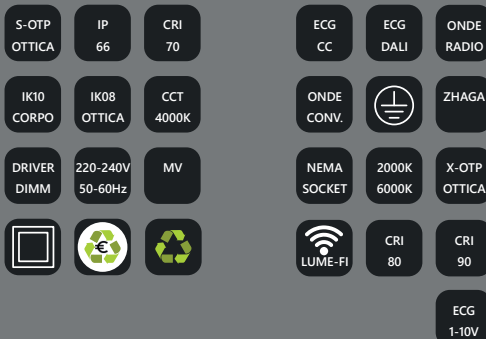 S-OTP
OTTICA
IP
66
CRI
70
ECG
CC
ECG
DALI
ONDE
RADIO
IK10
CORPO
IK08
OTTICA
CCT
4000K
ONDE
CONV.
ZHAGA
DRIVER
DIMM
220-240V
50-60Hz
MV
NEMA
SOCKET
2000K
6000K
X-OTP
OTTICA
€
LUME-FI
CRI
80
CRI
90
ECG
1-10V